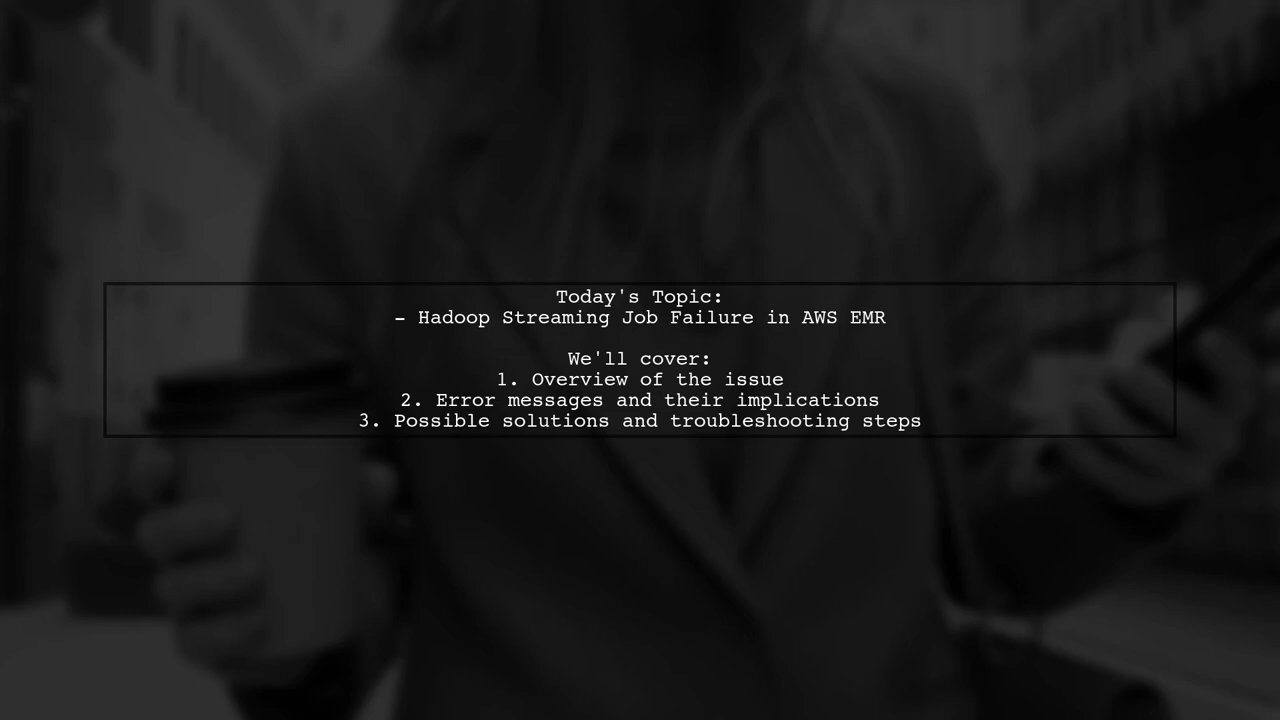 Today's Topic:
- Hadoop Streaming Job Failure in AWS EMR
We'll cover:
1. Overview of the issue
2. Error messages and their implications
3. Possible solutions and troubleshooting steps